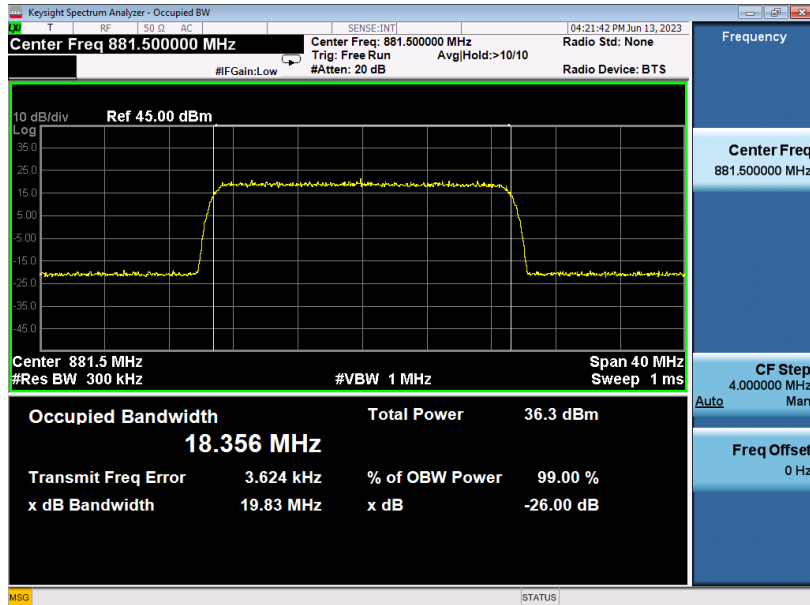 Keysight Spectrum Analyzer - Occupied BW
LXI T RF 50 Ω AC SENSE:INT 04:21:42 PM Jun 13, 2023
Center Freq 881.500000 MHz
Center Freq: 881.500000 MHz Radio Std: None
Trig: Free Run Avg|Hold:>10/10
#IFGain:Low #Atten: 20 dB Radio Device: BTS
10 dB/div Ref 45.00 dBm
Log
35.0
25.0
15.0
5.00
-5.00
-15.0
-25.0
-35.0
-45.0
Center 881.5 MHz Span 40 MHz
#Res BW 300 kHz #VBW 1 MHz Sweep 1 ms
Occupied Bandwidth Total Power 36.3 dBm
18.356 MHz
Transmit Freq Error 3.624 kHz % of OBW Power 99.00 %
x dB Bandwidth 19.83 MHz x dB -26.00 dB
MSG STATUS
Frequency
Center Freq
881.500000 MHz
CF Step
4.000000 MHz
Auto Man
Freq Offset
0 Hz